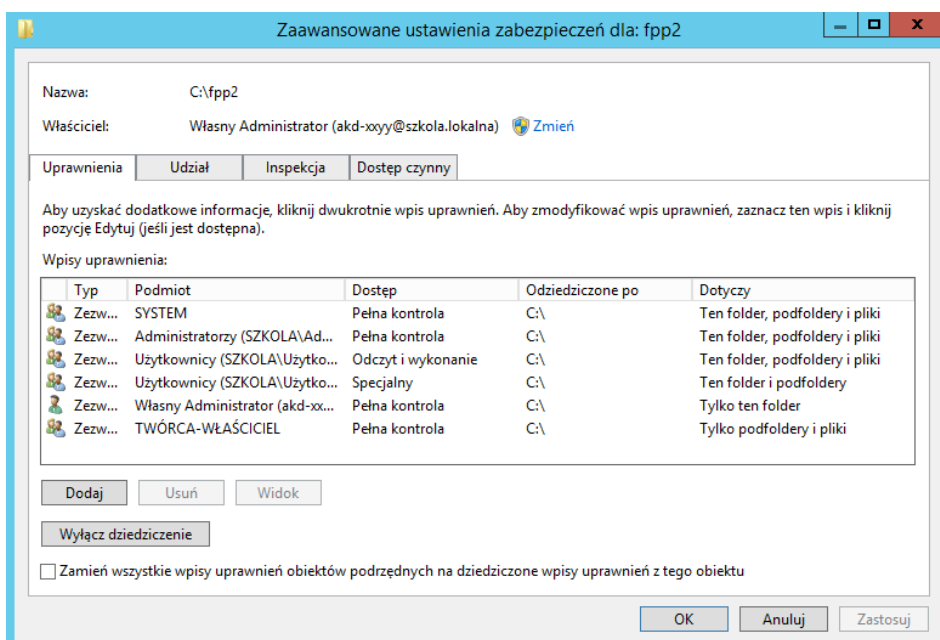 Zaawansowane ustawienia zabezpieczeń dla: fpp2
Nazwa: C:\fpp2
Właściciel: Własny Administrator (akd-xxyy@szkola.lokalna) Zmień
Uprawnienia Udział Inspekcja Dostęp czynny
Aby uzyskać dodatkowe informacje, kliknij dwukrotnie wpis uprawnień. Aby zmodyfikować wpis uprawnień, zaznacz ten wpis i kliknij
pozycję Edytuj (jeśli jest dostępna).
Wpisy uprawnienia:
Typ Podmiot Dostęp Odziedziczone po Dotyczy
Zezw... SYSTEM Pełna kontrola C:\ Ten folder, podfoldery i pliki
Zezw... Administratorzy (SZKOLA\Ad... Pełna kontrola C:\ Ten folder, podfoldery i pliki
Zezw... Użytkownicy (SZKOLA\Użytko... Odczyt i wykonanie C:\ Ten folder, podfoldery i pliki
Zezw... Użytkownicy (SZKOLA\Użytko... Specjalny C:\ Ten folder i podfoldery
Zezw... Własny Administrator (akd-xx... Pełna kontrola C:\ Tylko ten folder
Zezw... TWÓRCA-WŁAŚCICIEL Pełna kontrola C:\ Tylko podfoldery i pliki
Dodaj Usuń Widok
Wyłącz dziedziczenie
Zamień wszystkie wpisy uprawnień obiektów podrzędnych na dziedziczone wpisy uprawnień z tego obiektu
OK Anuluj Zastosuj